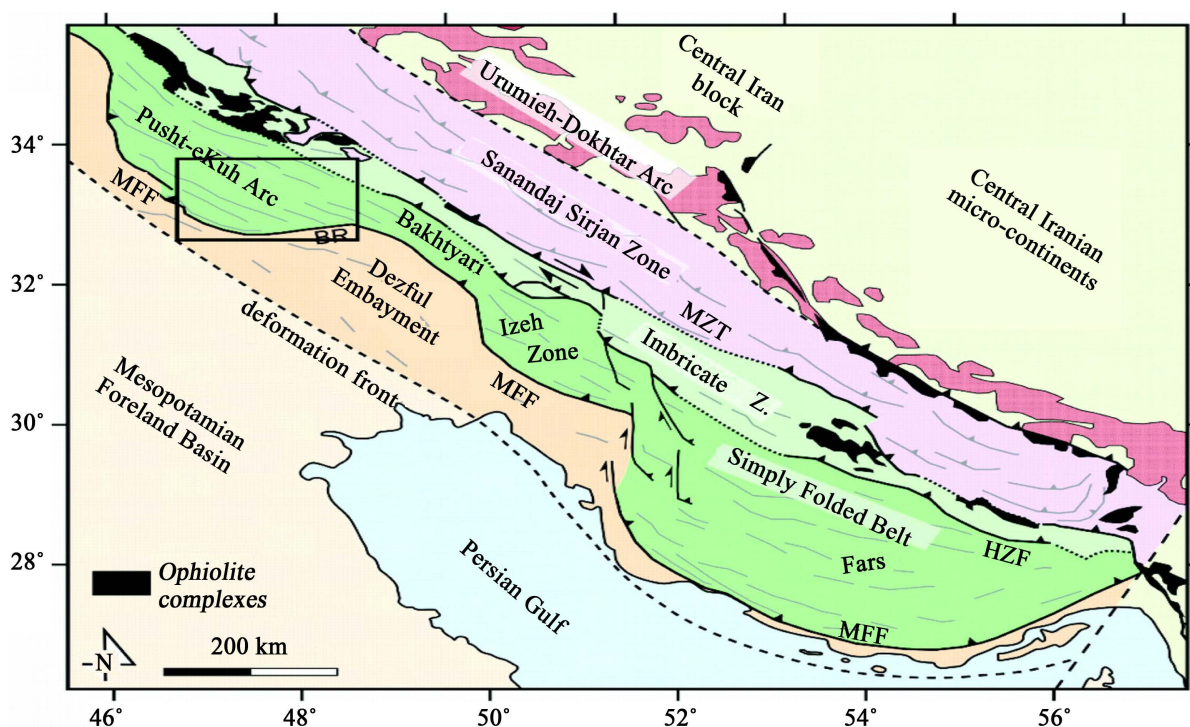 Central Iran
block
Urumieh-Dokhtar Arc
34°
Pusht-eKuh Arc
Sanandaj Sirjan Zone
Central Iranian
micro-continents
MFF
BR
Bakhtyari
32°
Dezful
Embayment
MZT
Izeh
Zone
deformation front
Imbricate Z.
Mesopotamian
Foreland Basin
MFF
30°
Simply Folded Belt
HZF
Fars
28°
Ophiolite
complexes
Persian Gulf
MFF
200 km
N
46°
48°
50°
52°
54°
56°